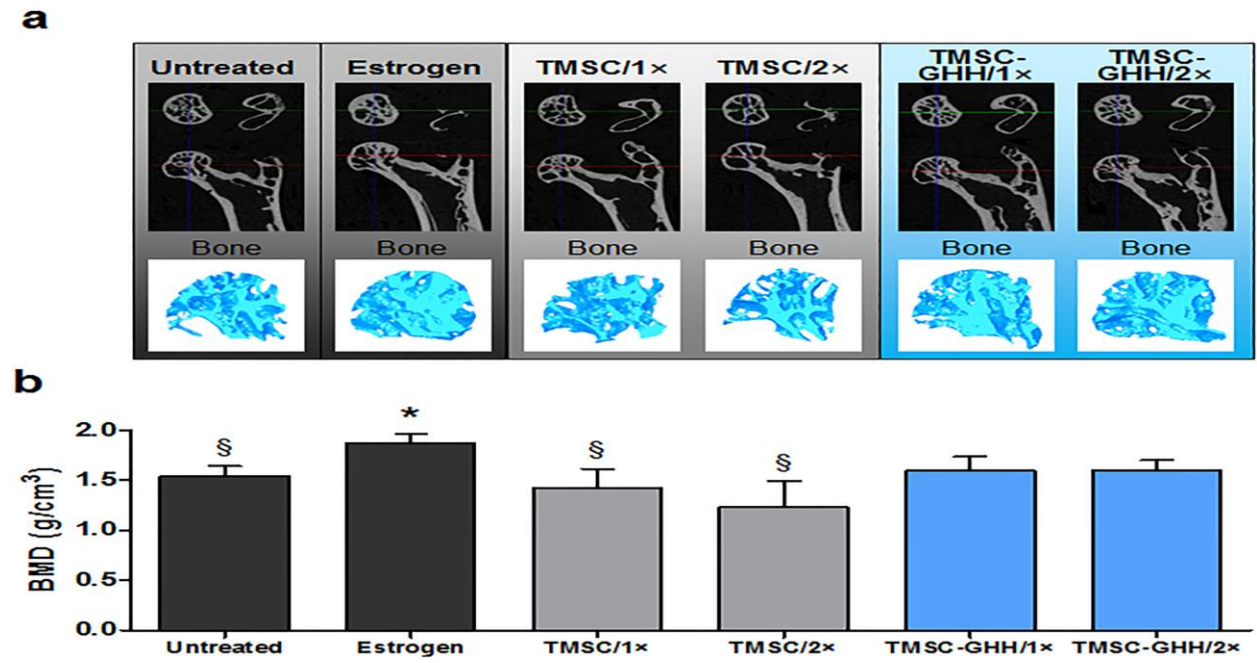 a
Untreated
Estrogen
TMSC/1×
TMSC/2×
TMSC-
GHH/1×
TMSC-
GHH/2×
Bone
Bone
Bone
Bone
Bone
Bone
b
BMD (g/cm³)
2.0
1.5
1.0
0.5
0.0
§
*
§
§
Untreated
Estrogen
TMSC/1×
TMSC/2×
TMSC-GHH/1×
TMSC-GHH/2×